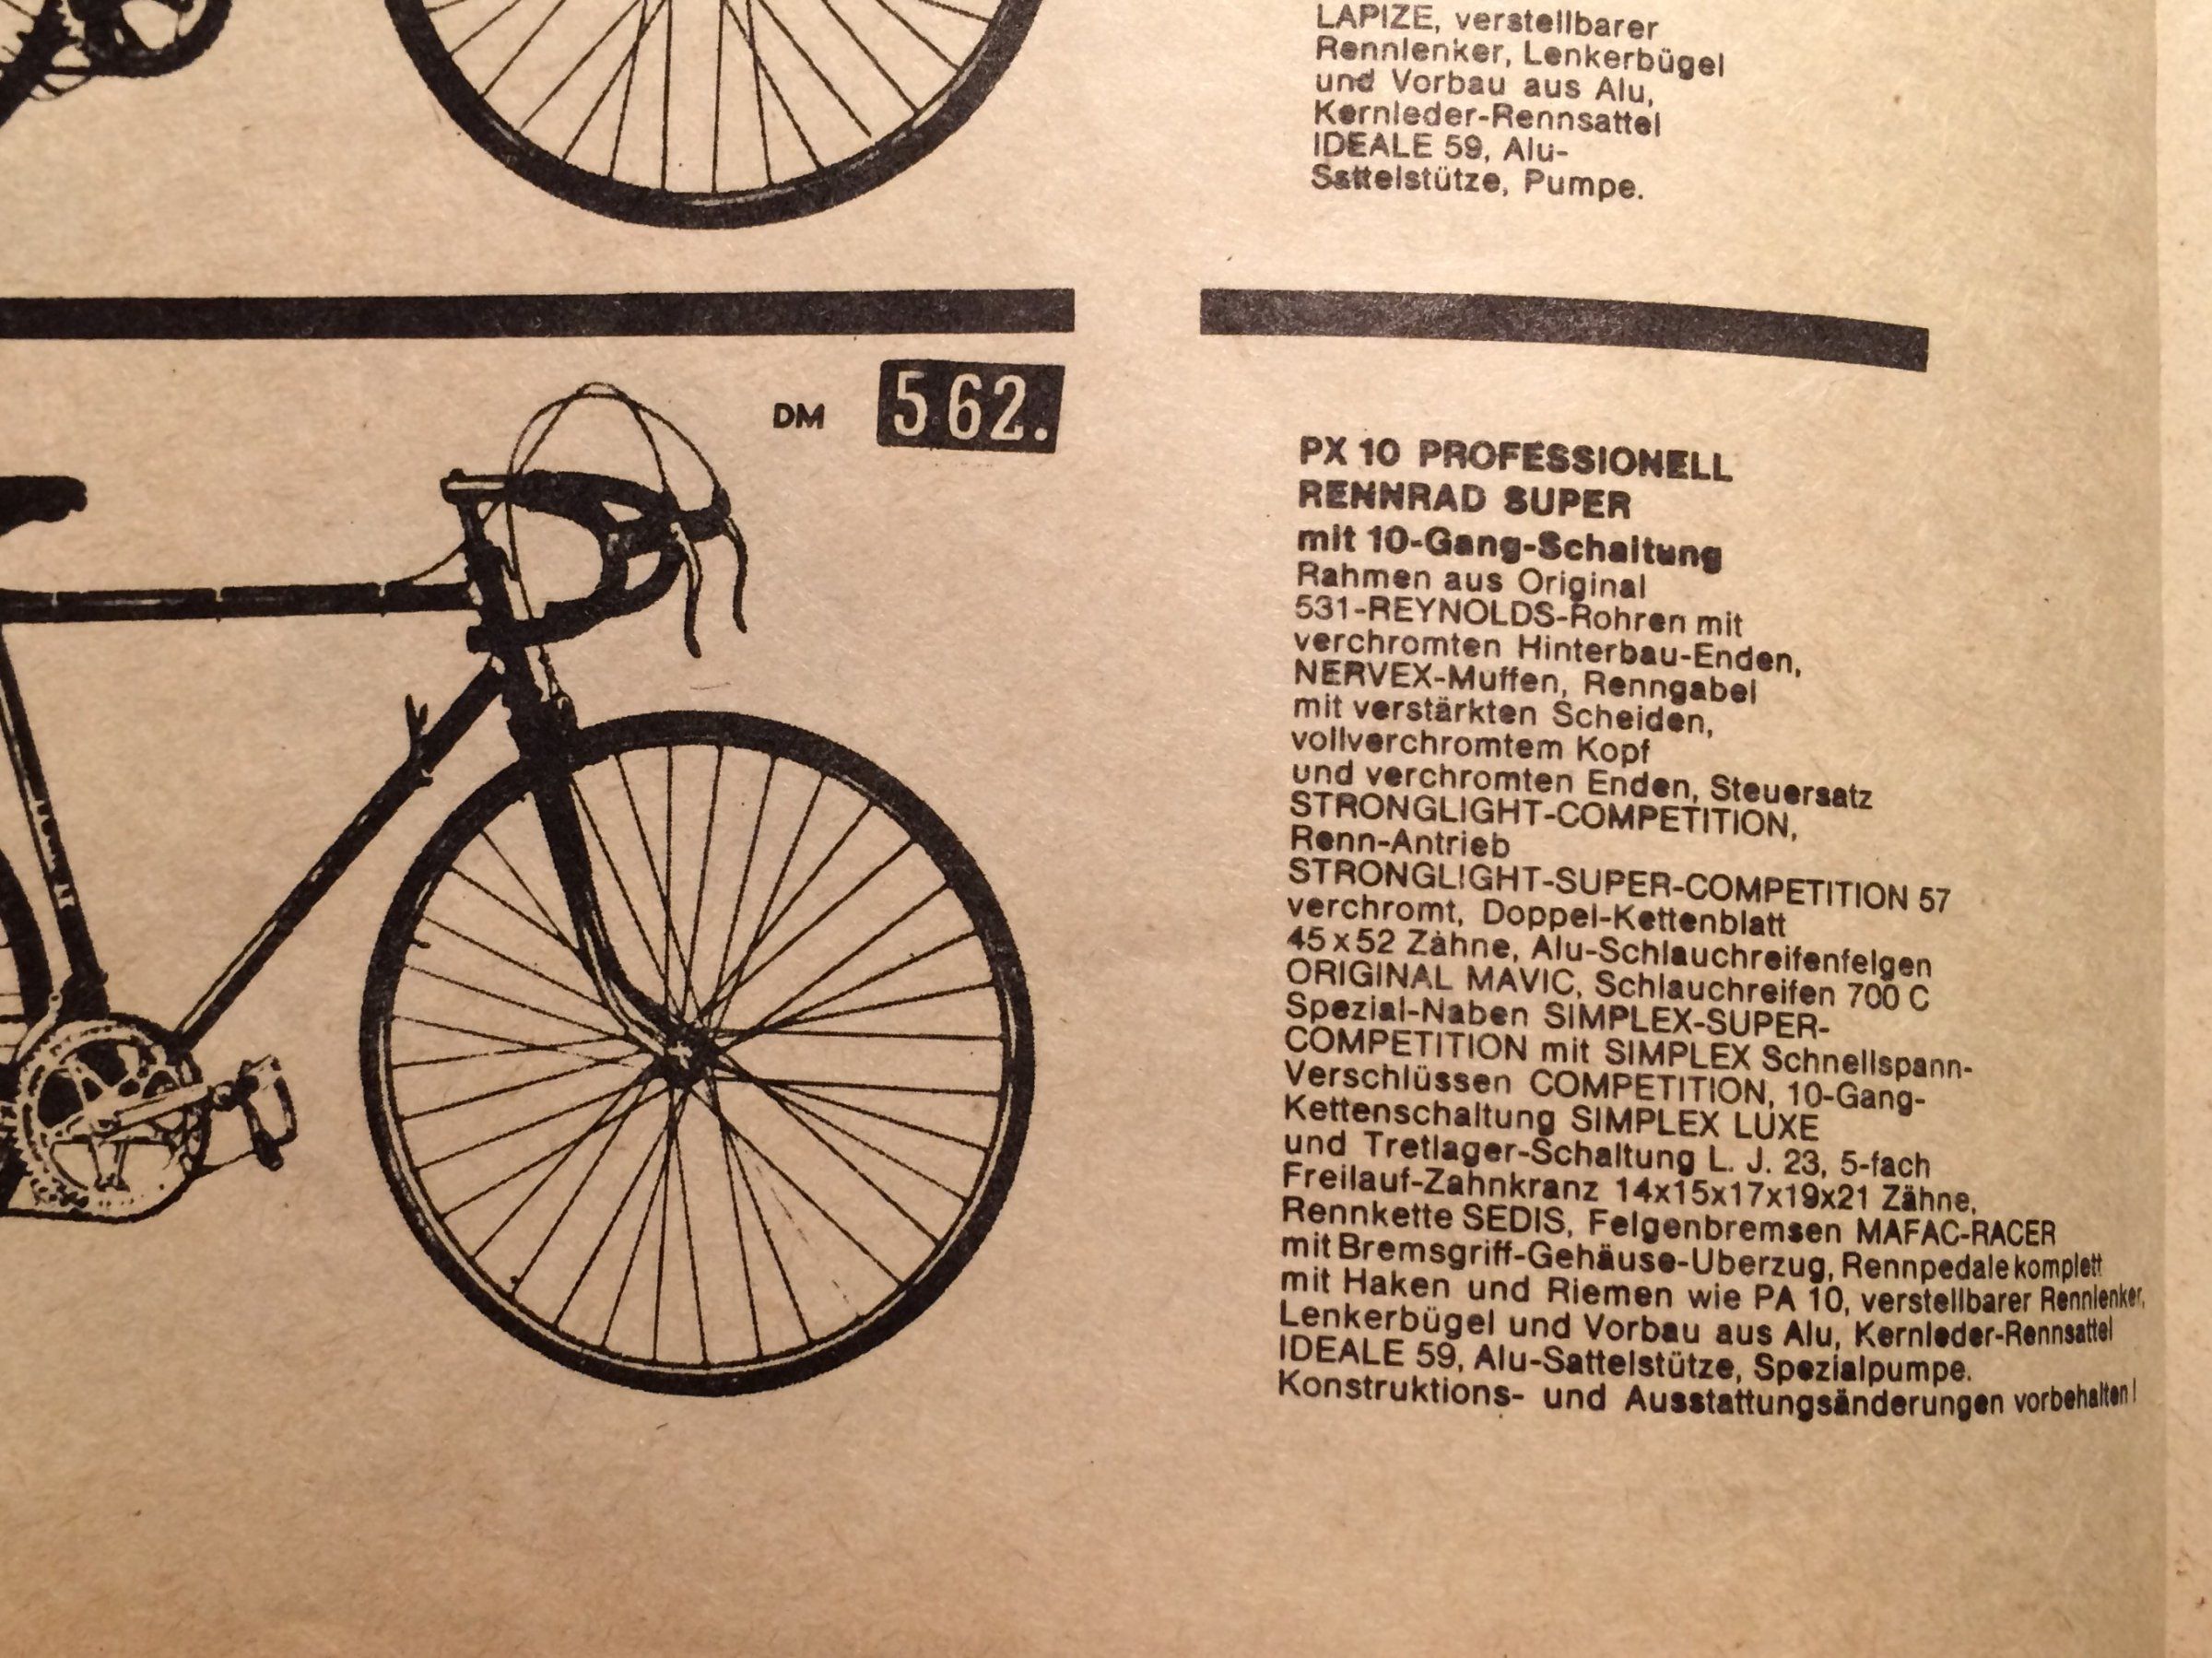 LAPIZE, verstellbarer
Rennlenker, Lenkerbügel
und Vorbau aus Alu,
Kernleder-Rennsattel
IDEALE 59, Alu-
Sattelstütze, Pumpe.
DM 562.
PX 10 PROFESSIONELL
RENNRAD SUPER
mit 10-Gang-Schaltung
Rahmen aus Original
531-REYNOLDS-Rohren mit
verchromten Hinterbau-Enden,
NERVEX-Muffen, Renngabel
mit verstärkten Scheiden,
vollverchromtem Kopf
und verchromten Enden, Steuersatz
STRONGLIGHT-COMPETITION,
Renn-Antrieb
STRONGLIGHT-SUPER-COMPETITION 57
verchromt, Doppel-Kettenblatt
45x52 Zähne, Alu-Schlauchreifenfelgen
ORIGINAL MAVIC, Schlauchreifen 700 C
Spezial-Naben SIMPLEX-SUPER-
COMPETITION mit SIMPLEX Schnellspann-
Verschlüssen COMPETITION, 10-Gang-
Kettenschaltung SIMPLEX LUXE
und Tretlager-Schaltung L. J. 23, 5-fach
Freilauf-Zahnkranz 14x15x17x19x21 Zähne,
Rennkette SEDIS, Felgenbremsen MAFAC-RACER
mit Bremsgriff-Gehäuse-Uberzug, Rennpedale komplett
mit Haken und Riemen wie PA 10, verstellbarer Rennlenker,
Lenkerbügel und Vorbau aus Alu, Kernleder-Rennsattel
IDEALE 59, Alu-Sattelstütze, Spezialpumpe.
Konstruktions- und Ausstattungsänderungen vorbehalten!